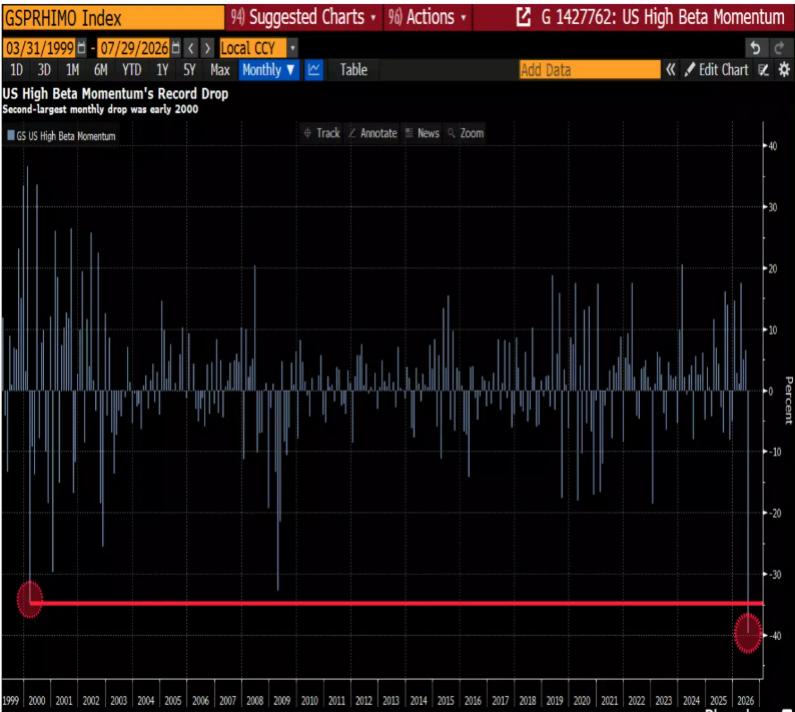 GSPRHIMO Index 94) Suggested Charts 96) Actions G 1427762: US High Beta Momentum
03/31/1999 - 07/29/2026 Local CCY
1D 3D 1M 6M YTD 1Y 5Y Max Monthly ▼ Table Add Data « Edit Chart
US High Beta Momentum's Record Drop
Second-largest monthly drop was early 2000
GS US High Beta Momentum
Track Annotate News Zoom
40
30
20
10
0
-10
-20
-30
-40
Percent
1999 2000 2001 2002 2003 2004 2005 2006 2007 2008 2009 2010 2011 2012 2013 2014 2015 2016 2017 2018 2019 2020 2021 2022 2023 2024 2025 2026